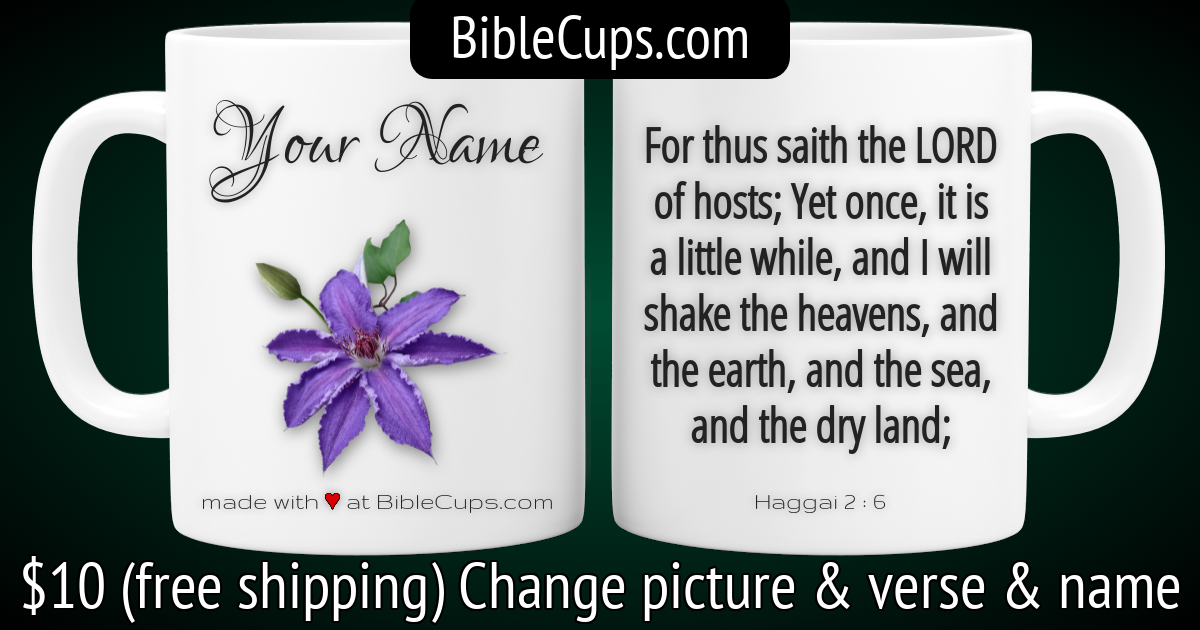 BibleCups.com
Your Name
made with ♥ at BibleCups.com
For thus saith the LORD
of hosts; Yet once, it is
a little while, and I will
shake the heavens, and
the earth, and the sea,
and the dry land;
Haggai 2 : 6
$10 (free shipping) Change picture & verse & name